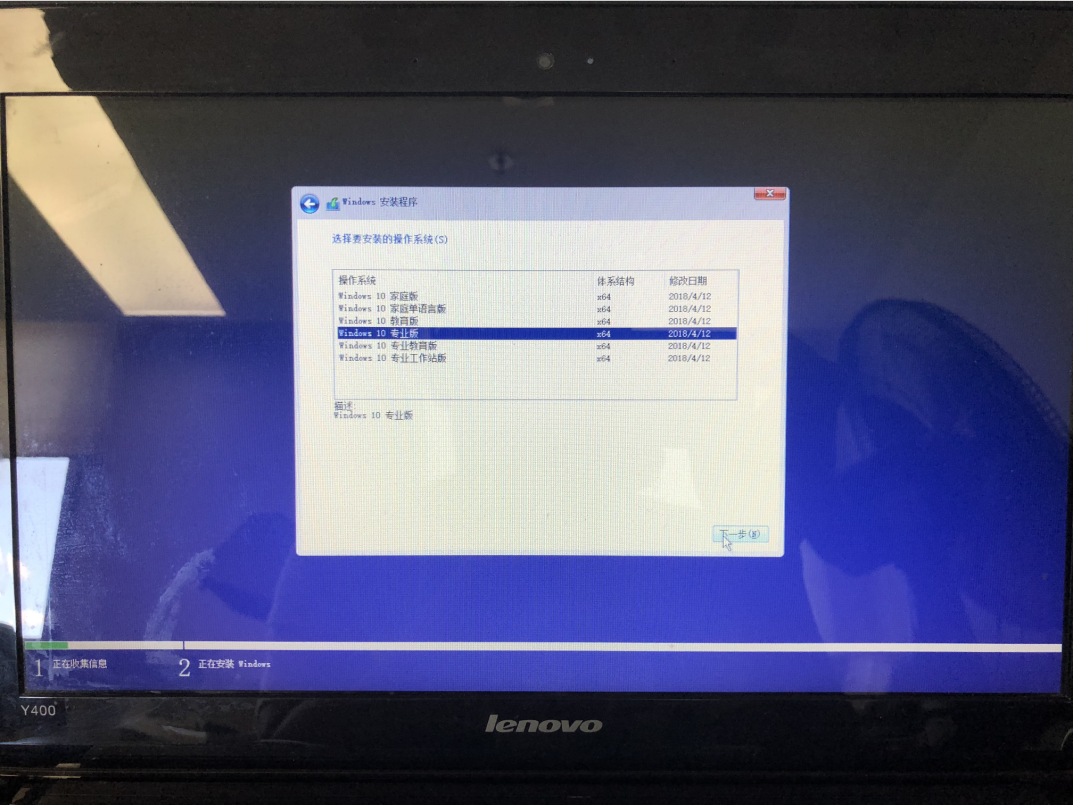 Windows 安装程序
选择要安装的操作系统(S)
操作系统 体系结构 修改日期
Windows 10 家庭版 x64 2018/4/12
Windows 10 家庭单语言版 x64 2018/4/12
Windows 10 教育版 x64 2018/4/12
Windows 10 专业版 x64 2018/4/12
Windows 10 专业教育版 x64 2018/4/12
Windows 10 专业工作站版 x64 2018/4/12
描述:
Windows 10 专业版
下一步(N)
1 正在收集信息 2 正在安装 Windows
Y400
lenovo